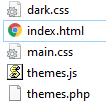 dark.css
index.html
main.css
themes.js
themes.php